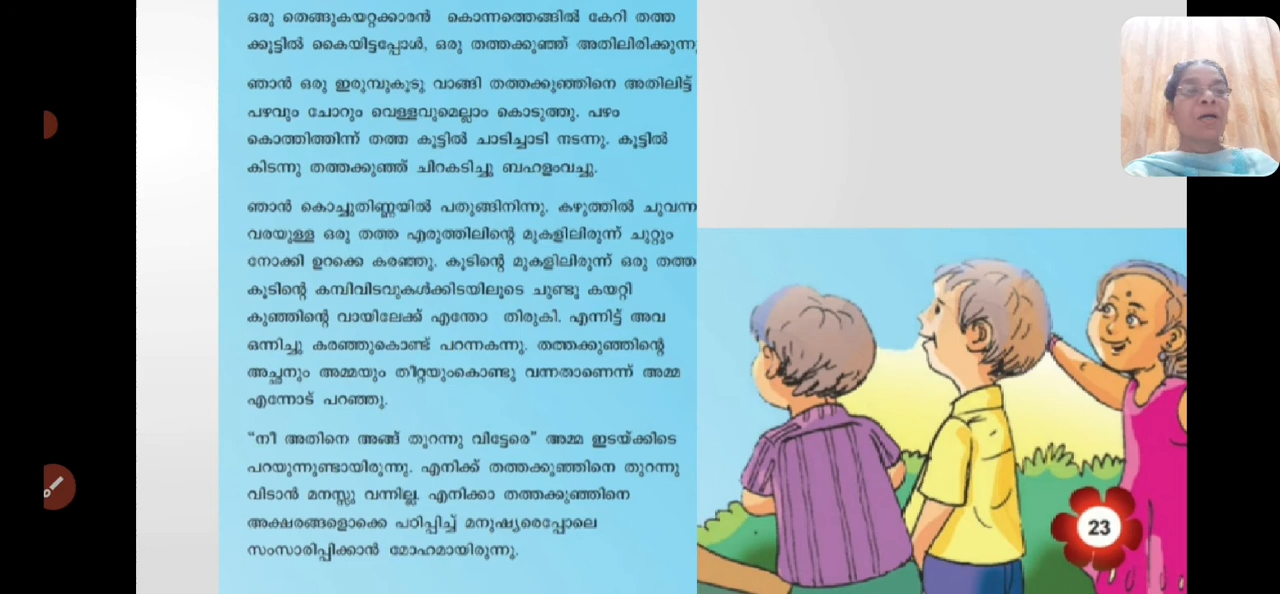 ഒരു തെങ്ങുകയറ്റക്കാരൻ കൊന്നത്തെങ്ങിൽ കേറി തത്ത
ക്കൂട്ടിൽ കൈയിട്ടപ്പോൾ, ഒരു തത്തക്കുഞ്ഞ് അതിലിരിക്കുന്നു
ഞാൻ ഒരു ഇരുമ്പുകൂടു വാങ്ങി തത്തക്കുഞ്ഞിനെ അതിലിട്ട്
പഴവും ചോറും വെള്ളവുമെല്ലാം കൊടുത്തു. പഴം
കൊത്തിത്തിന്ന് തത്ത കൂട്ടിൽ ചാടിച്ചാടി നടന്നു. കൂട്ടിൽ
കിടന്നു തത്തക്കുഞ്ഞ് ചിറകടിച്ചു ബഹളംവച്ചു.
ഞാൻ കൊച്ചുതിണ്ണയിൽ പതുങ്ങിനിന്നു. കഴുത്തിൽ ചുവന്ന
വരയുള്ള ഒരു തത്ത എരുത്തിലിന്റെ മുകളിലിരുന്ന് ചുറ്റും
നോക്കി ഉറക്കെ കരഞ്ഞു. കൂടിന്റെ മുകളിലിരുന്ന് ഒരു തത്ത
കൂടിന്റെ കമ്പിവിടവുകൾക്കിടയിലൂടെ ചുണ്ടു കയറ്റി
കുഞ്ഞിന്റെ വായിലേക്ക് എന്തോ തിരുകി. എന്നിട്ട് അവ
ഒന്നിച്ചു കരഞ്ഞുകൊണ്ട് പറന്നകന്നു. തത്തക്കുഞ്ഞിന്റെ
അച്ഛനും അമ്മയും തീറ്റയുംകൊണ്ടു വന്നതാണെന്ന് അമ്മ
എന്നോട് പറഞ്ഞു.
“നീ അതിനെ അങ്ങ് തുറന്നു വിട്ടേരെ” അമ്മ ഇടയ്ക്കിടെ
പറയുന്നുണ്ടായിരുന്നു. എനിക്ക് തത്തക്കുഞ്ഞിനെ തുറന്നു
വിടാൻ മനസ്സു വന്നില്ല. എനിക്കാ തത്തക്കുഞ്ഞിനെ
അക്ഷരങ്ങളൊക്കെ പഠിപ്പിച്ച് മനുഷ്യരെപ്പോലെ
സംസാരിപ്പിക്കാൻ മോഹമായിരുന്നു.
23